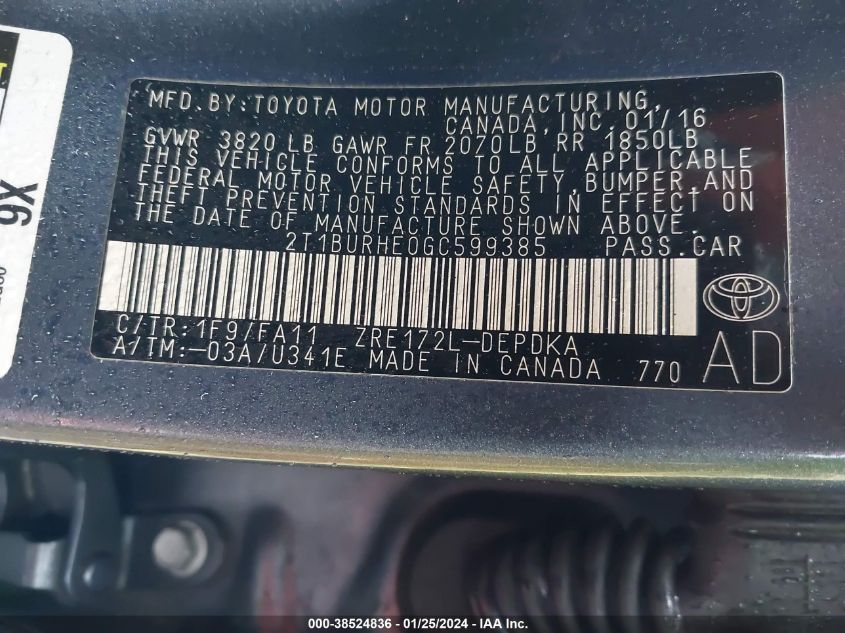 MFD. BY: TOYOTA MOTOR MANUFACTURING,
CANADA, INC. 01/16
GVWR 3820 LB GAWR FR 2070LB RR 1850LB
THIS VEHICLE CONFORMS TO ALL APPLICABLE
FEDERAL MOTOR VEHICLE SAFETY, BUMPER, AND
THEFT PREVENTION STANDARDS IN EFFECT ON
THE DATE OF MANUFACTURE SHOWN ABOVE.
2T1BURHE0GC599385 PASS.CAR
C/TR: 1F9/FA11 ZRE172L-DEPDKA
A/TM: -03A/U341E MADE IN CANADA 770 AD
9X
000-38524836 - 01/25/2024 - IAA Inc.